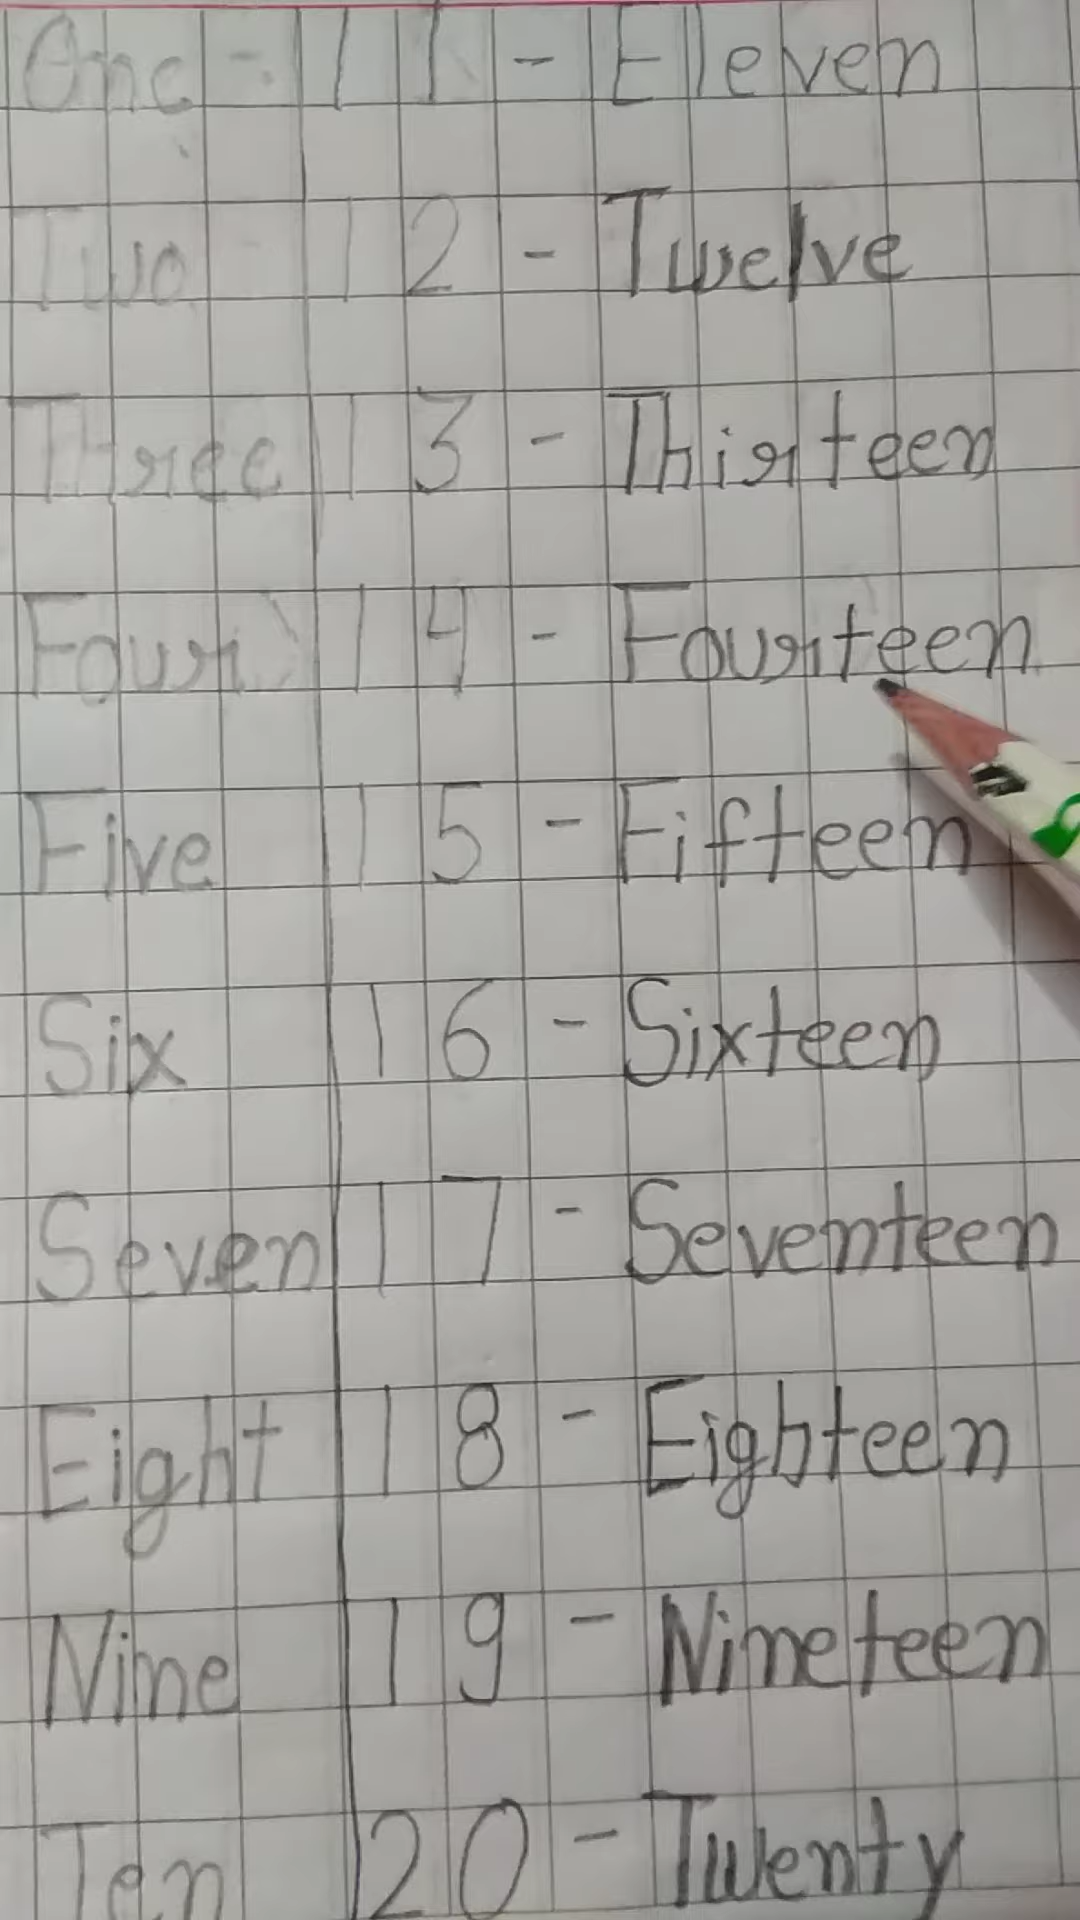 One - 11 - Eleven
Two 12 - Twelve
Three 13 - Thirteen
Four 14 - Fourteen
Five 15 - Fifteen
Six 16 - Sixteen
Seven 17 - Seventeen
Eight 18 - Eighteen
Nine 19 - Nineteen
Ten 20 - Twenty